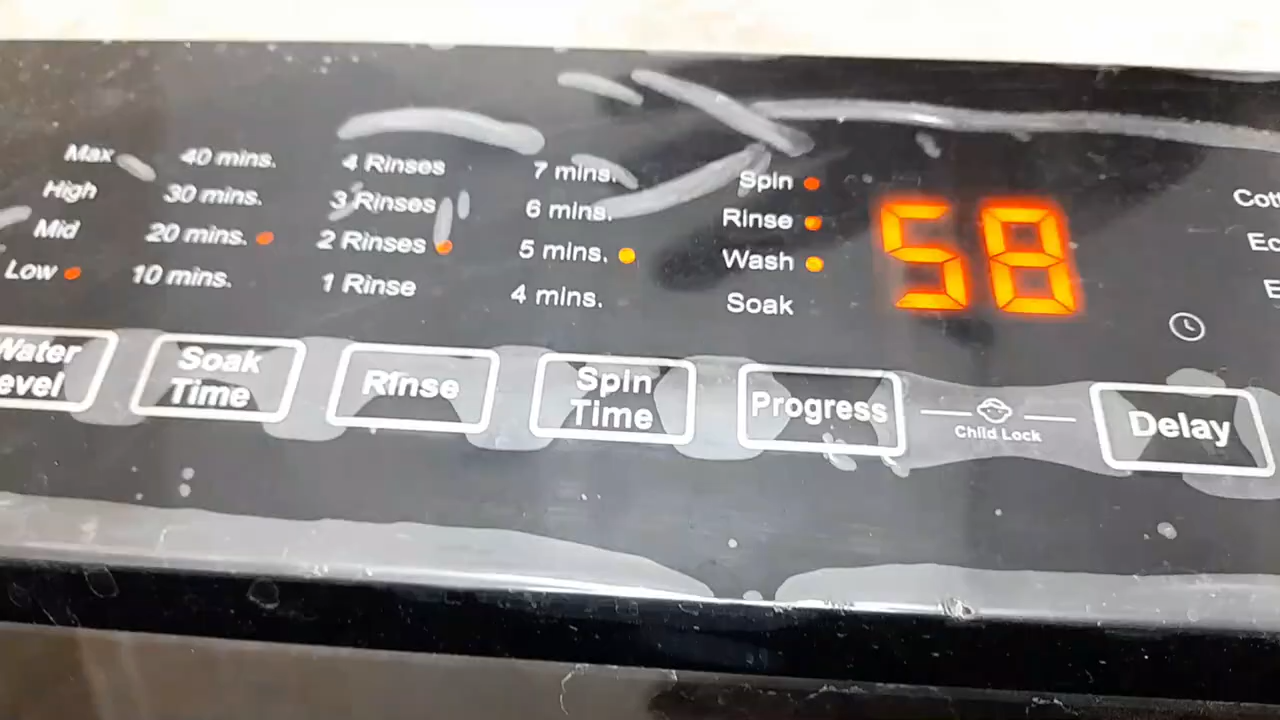 Max 40 mins. 4 Rinses 7 mins. Spin
High 30 mins. 3 Rinses 6 mins. Rinse
Mid 20 mins. 2 Rinses 5 mins. Wash
Low 10 mins. 1 Rinse 4 mins. Soak
58
Water
evel
Soak
Time
Rinse
Spin
Time
Progress
Child Lock
Delay